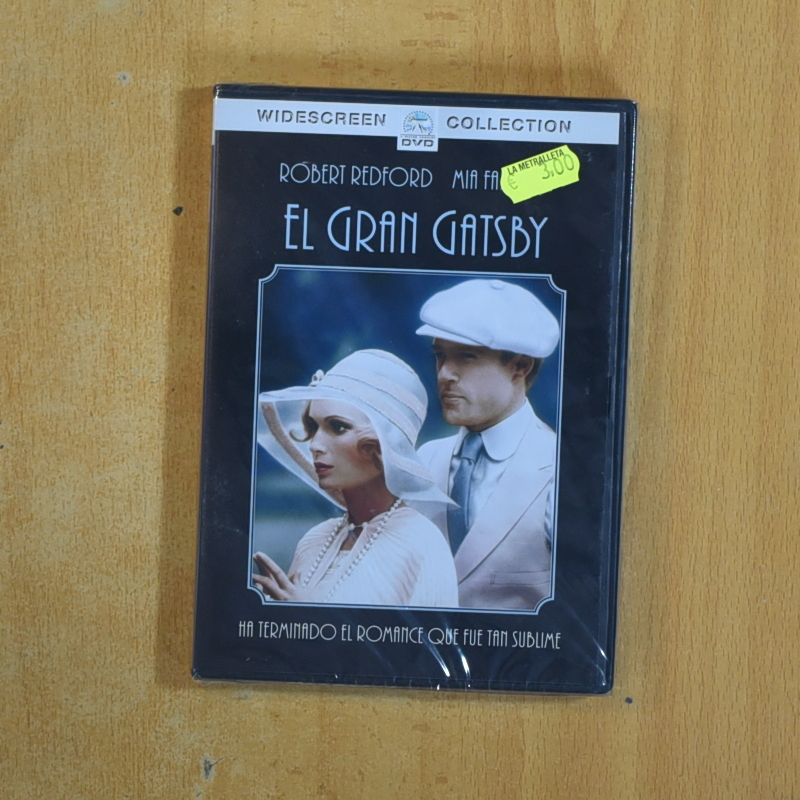 WIDESCREEN DVD COLLECTION
ROBERT REDFORD MIA
LA METRALLETA
€ 3.00
EL GRAN GATSBY
HA TERMINADO EL ROMANCE QUE FUE TAN SUBLIME